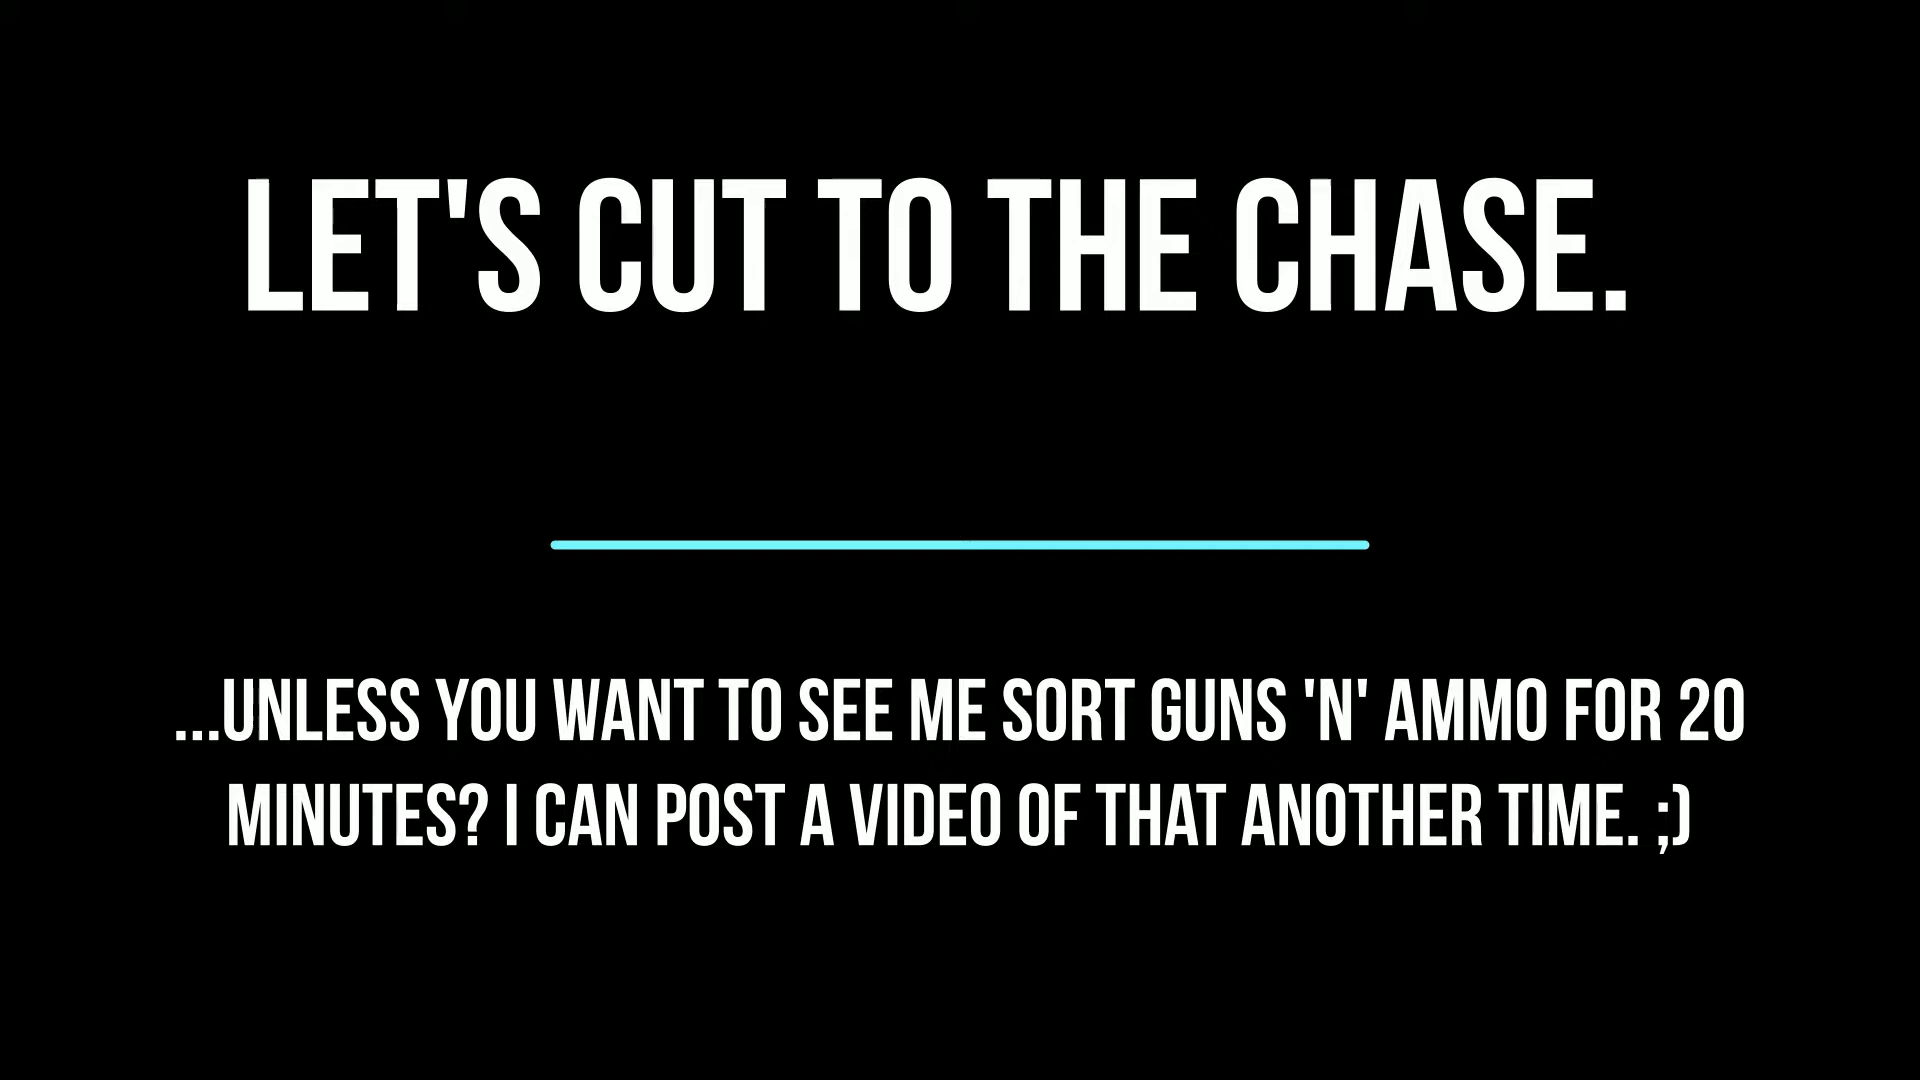 LET'S CUT TO THE CHASE.
...UNLESS YOU WANT TO SEE ME SORT GUNS 'N' AMMO FOR 20
MINUTES? I CAN POST A VIDEO OF THAT ANOTHER TIME. ;)